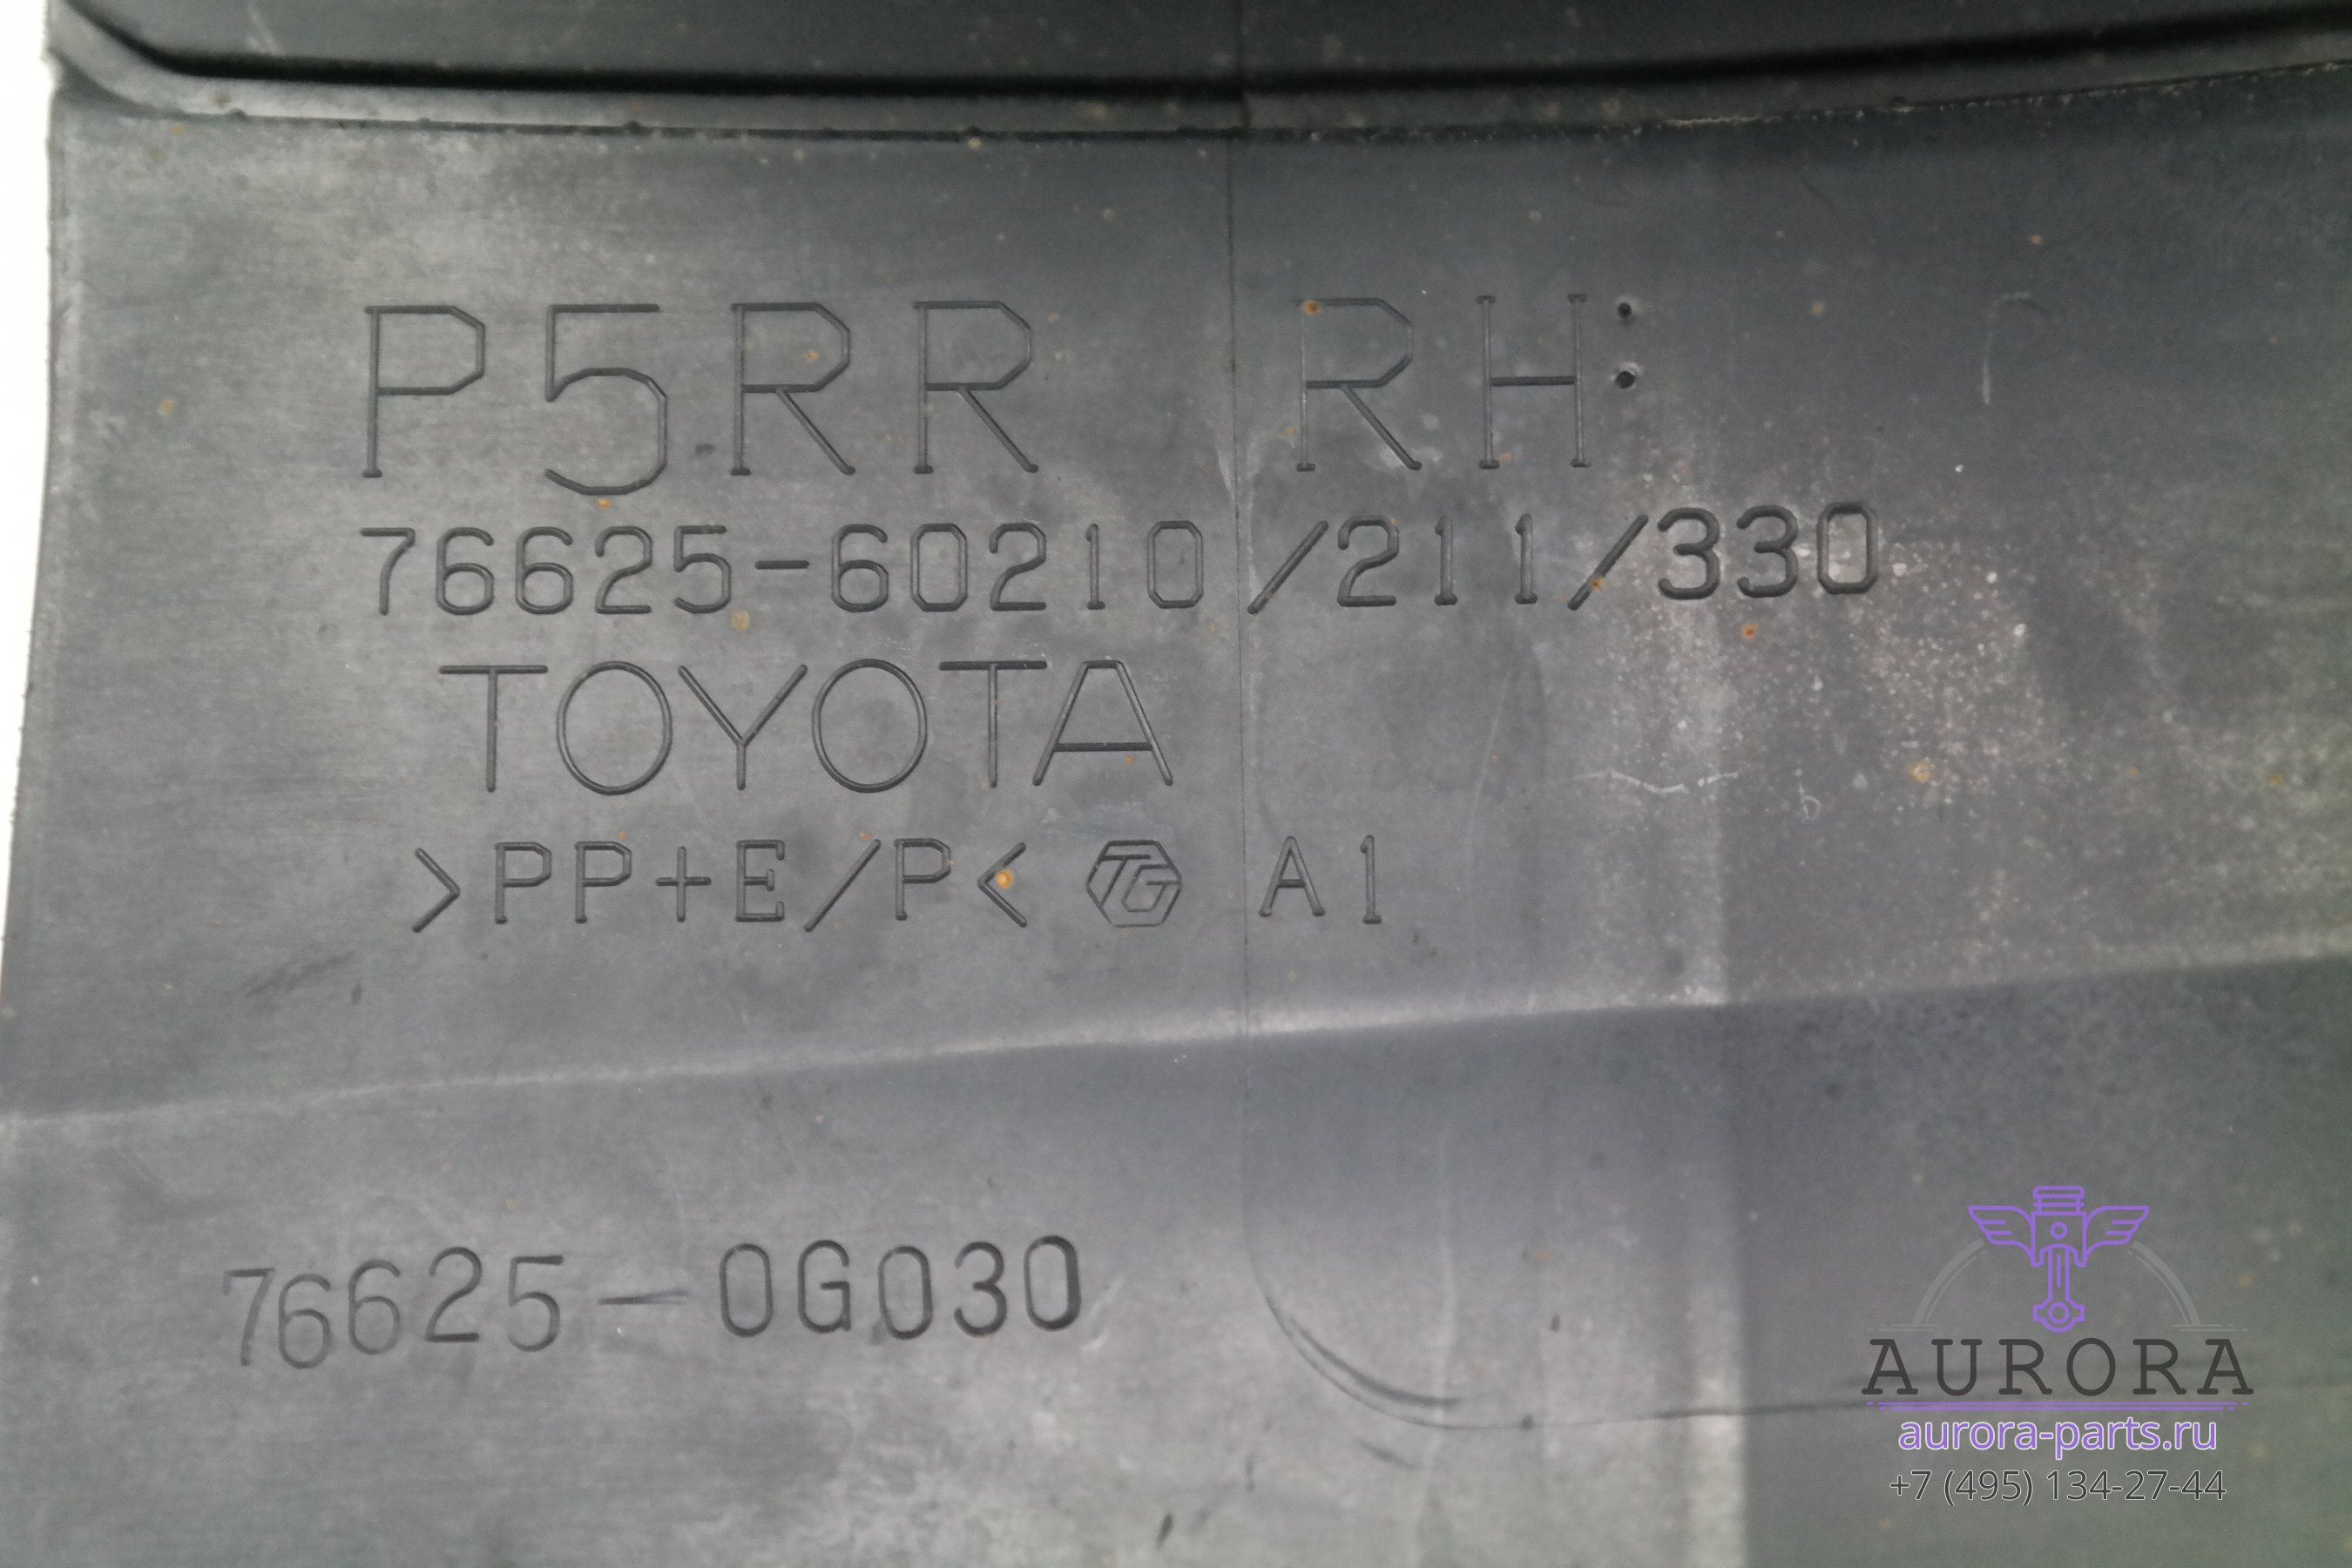 P5RR RH:
76625-60210/211/330
TOYOTA
>PP+E/P< TG A1
76625-0G030
AURORA
aurora-parts.ru
+7 (495) 134-27-44